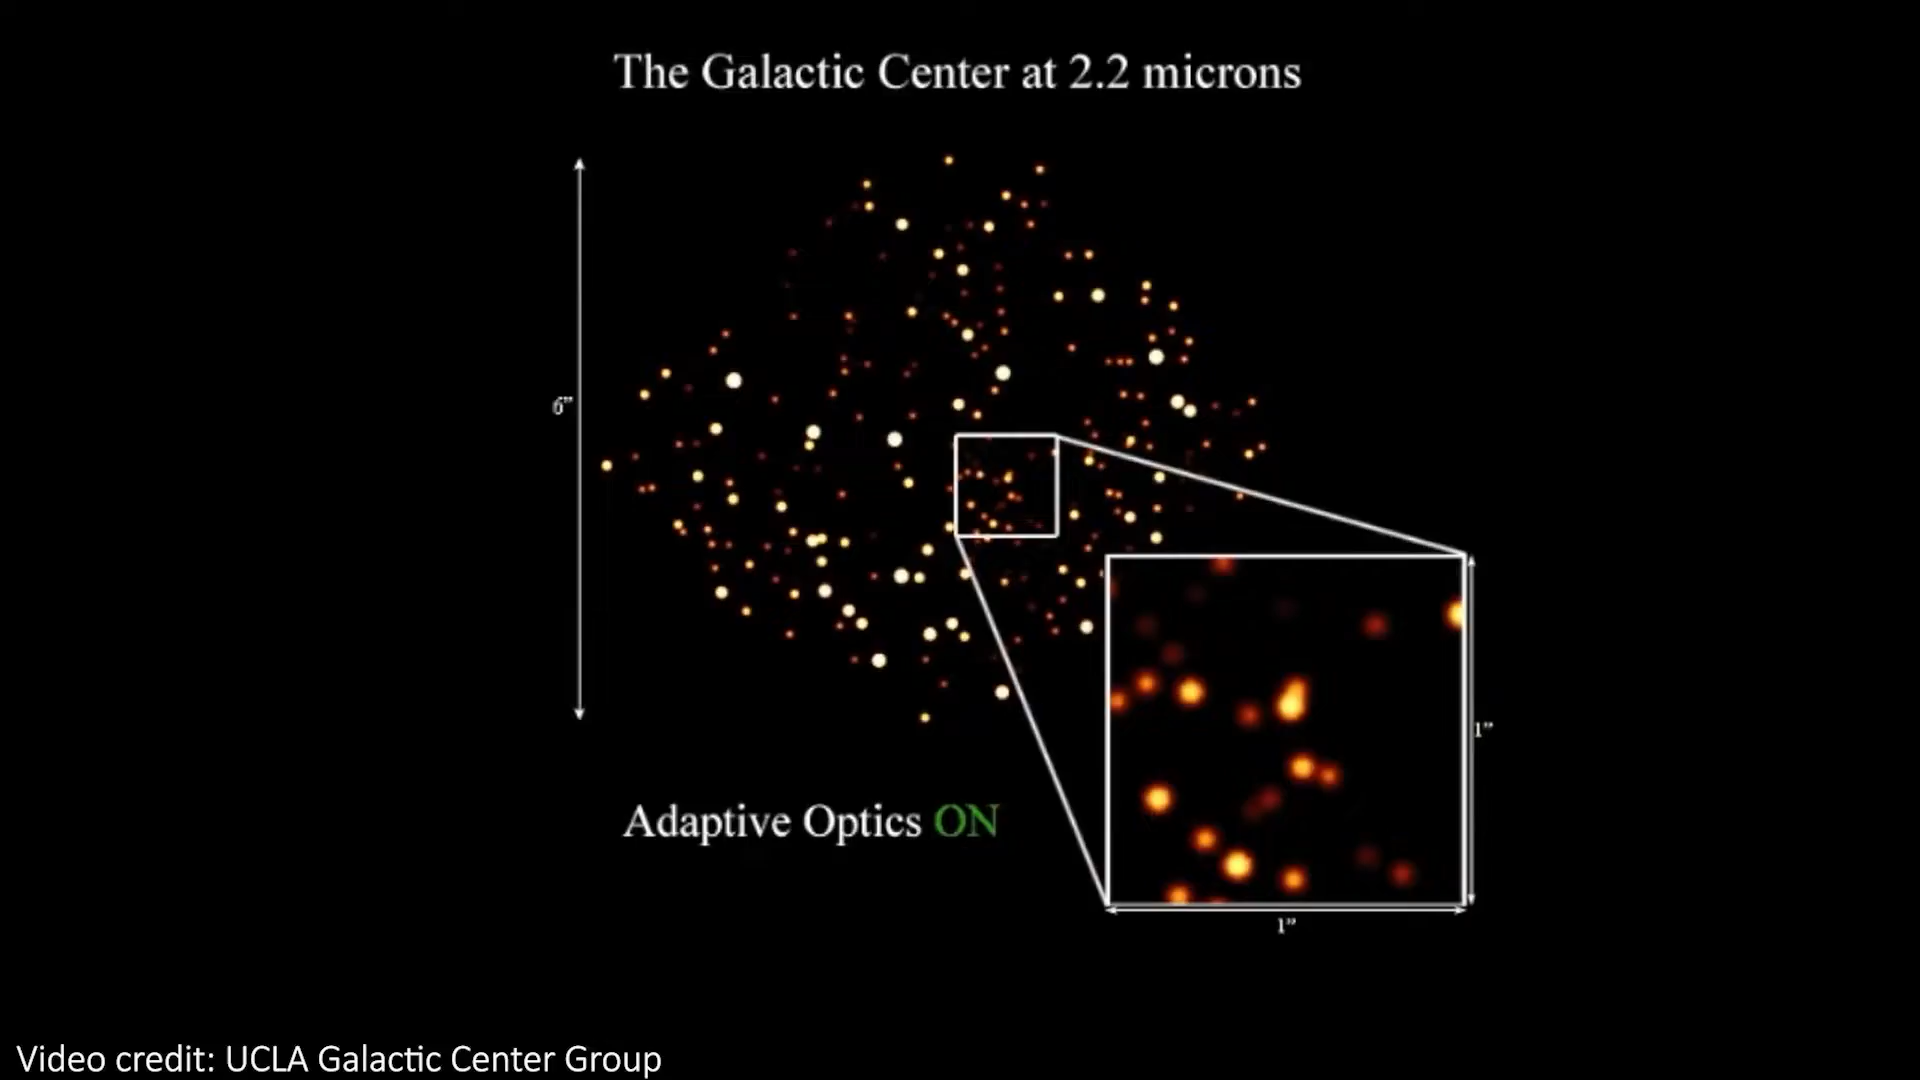 The Galactic Center at 2.2 microns
6”
1”
1”
Adaptive Optics ON
Video credit: UCLA Galactic Center Group